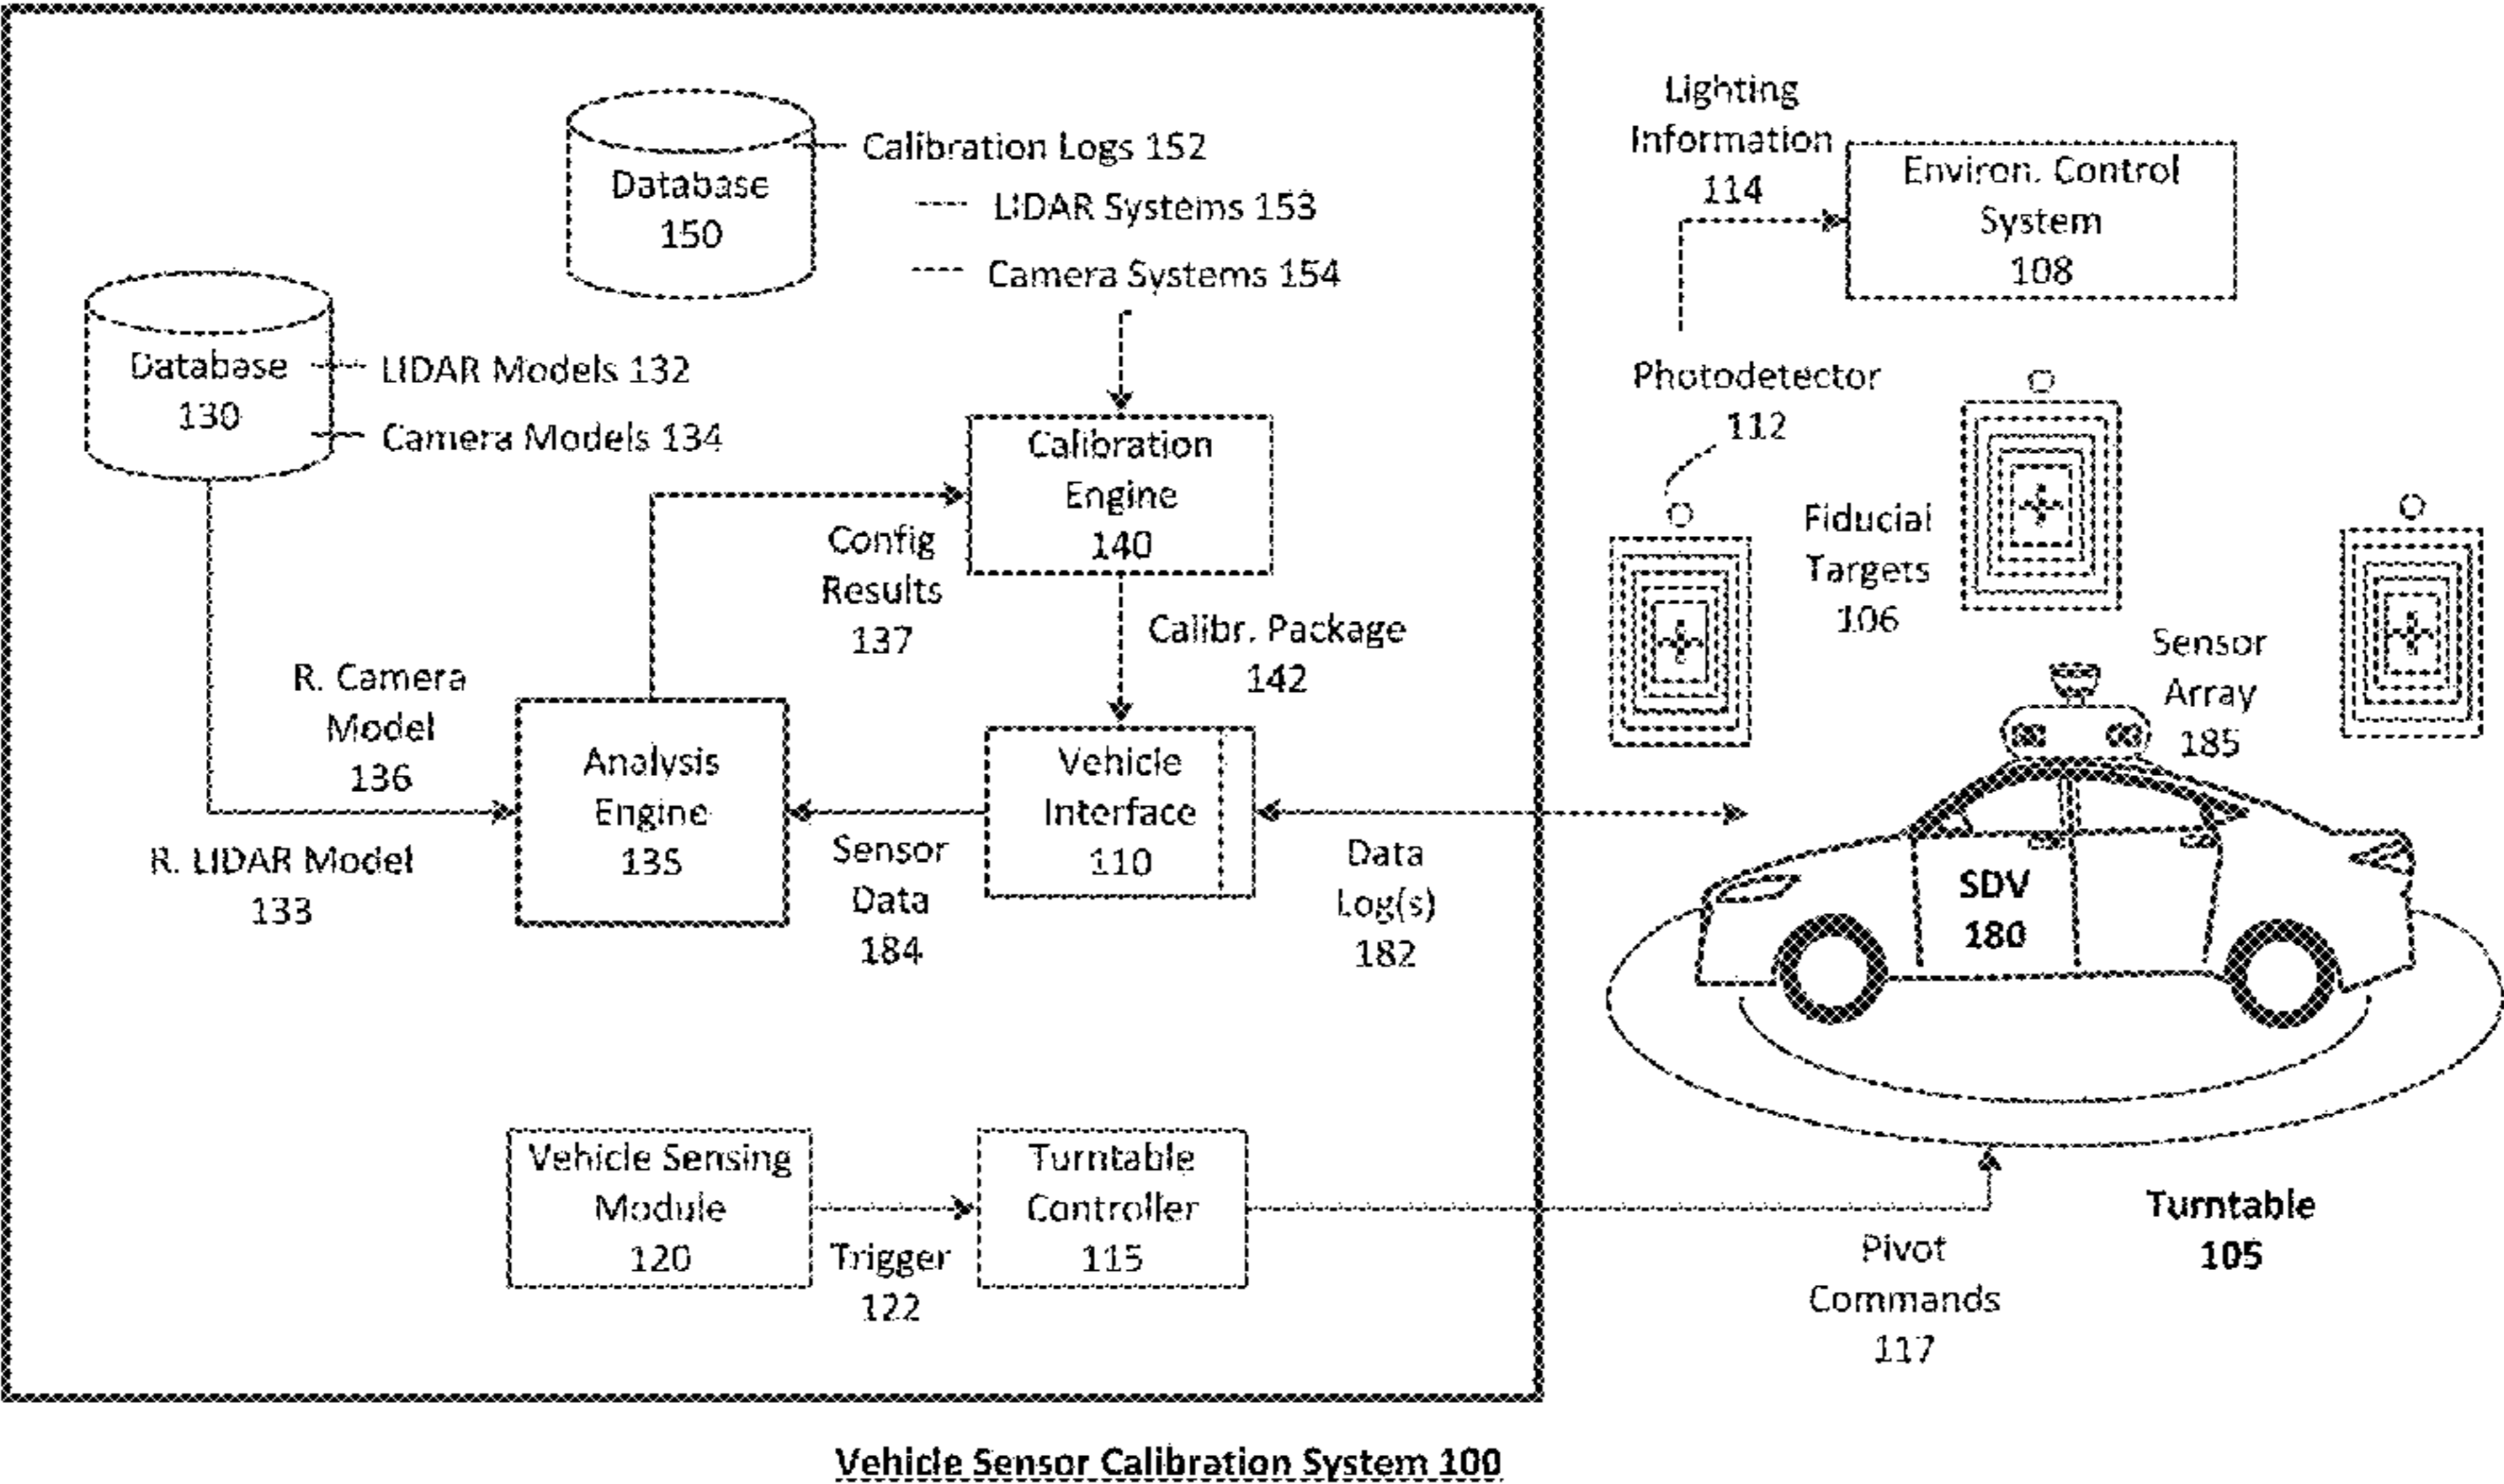 Database
150
Calibration Logs 152
LIDAR Systems 153
Camera Systems 154
Database
130
LIDAR Models 132
Camera Models 134
Calibration
Engine
140
Config
Results
137
Calibr. Package
142
R. Camera
Model
136
R. LIDAR Model
133
Analysis
Engine
135
Sensor
Data
184
Vehicle
Interface
110
Data
Log(s)
182
Vehicle Sensing
Module
120
Trigger
122
Turntable
Controller
115
Lighting
Information
114
Environ. Control
System
108
Photodetector
112
Fiducial
Targets
106
Sensor
Array
185
SDV
180
Turntable
105
Pivot
Commands
117
Vehicle Sensor Calibration System 100